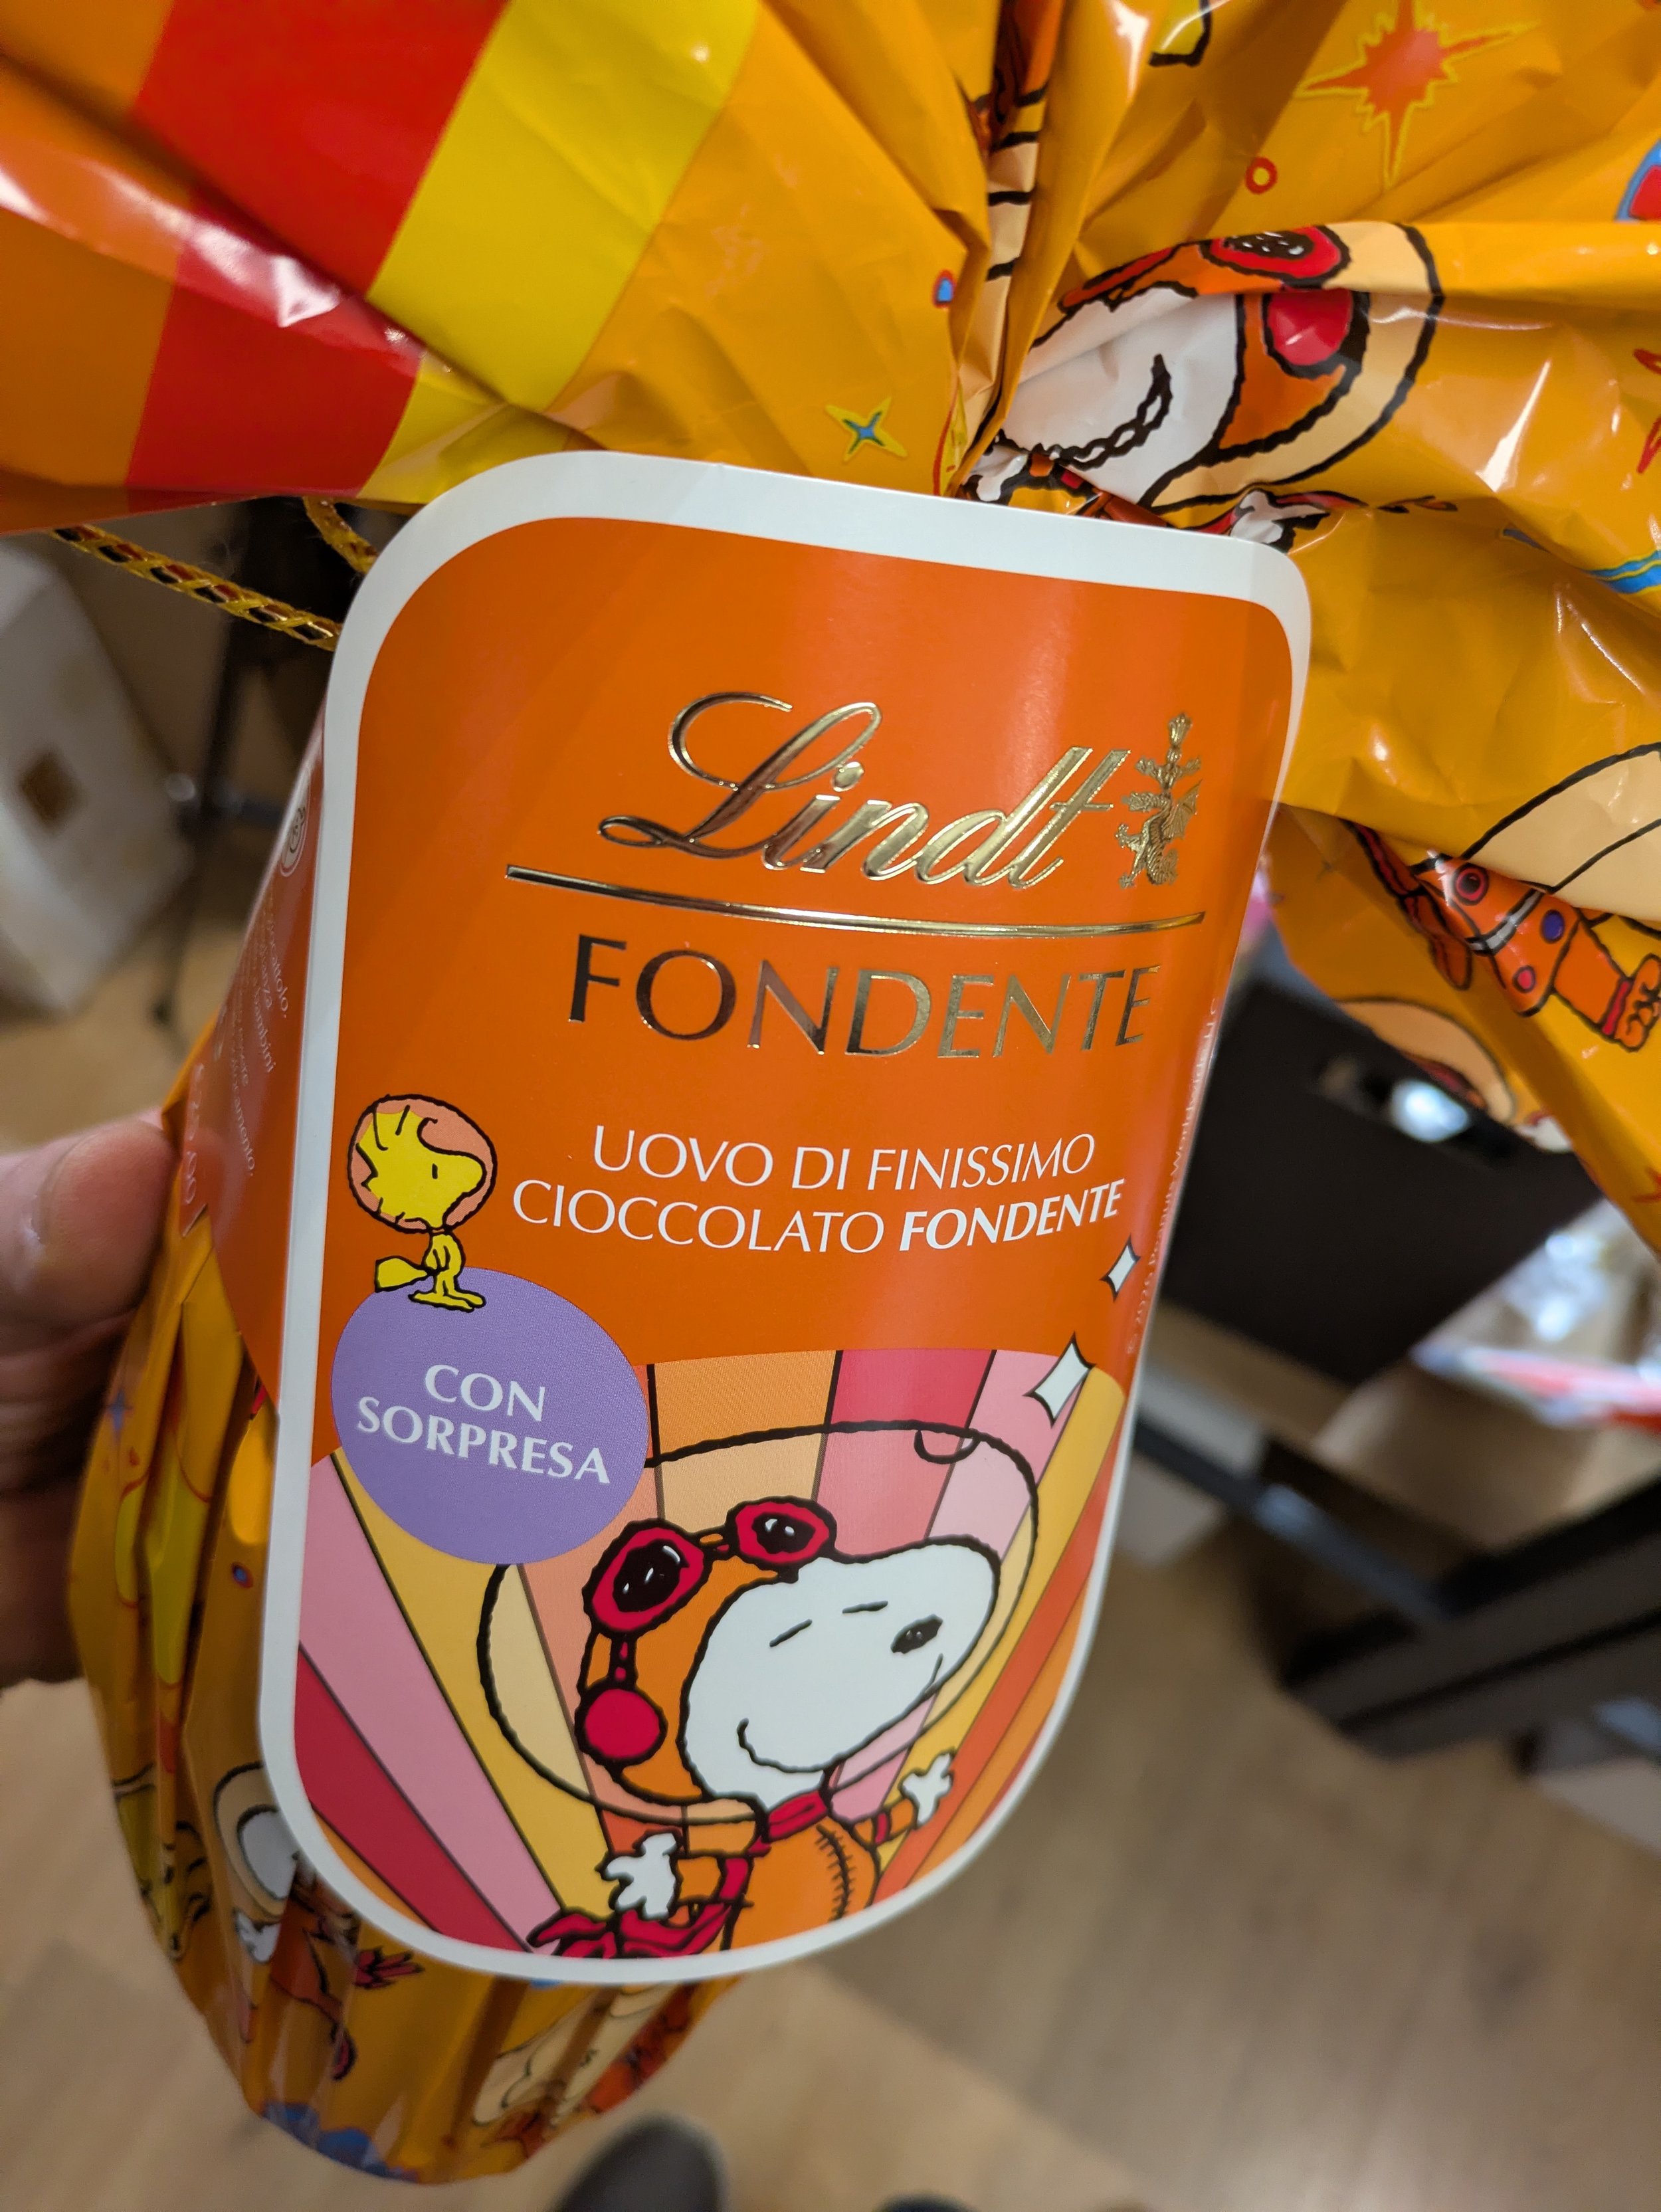 Lindt
FONDENTE
UOVO DI FINISSIMO
CIOCCOLATO FONDENTE
CON
SORPRESA